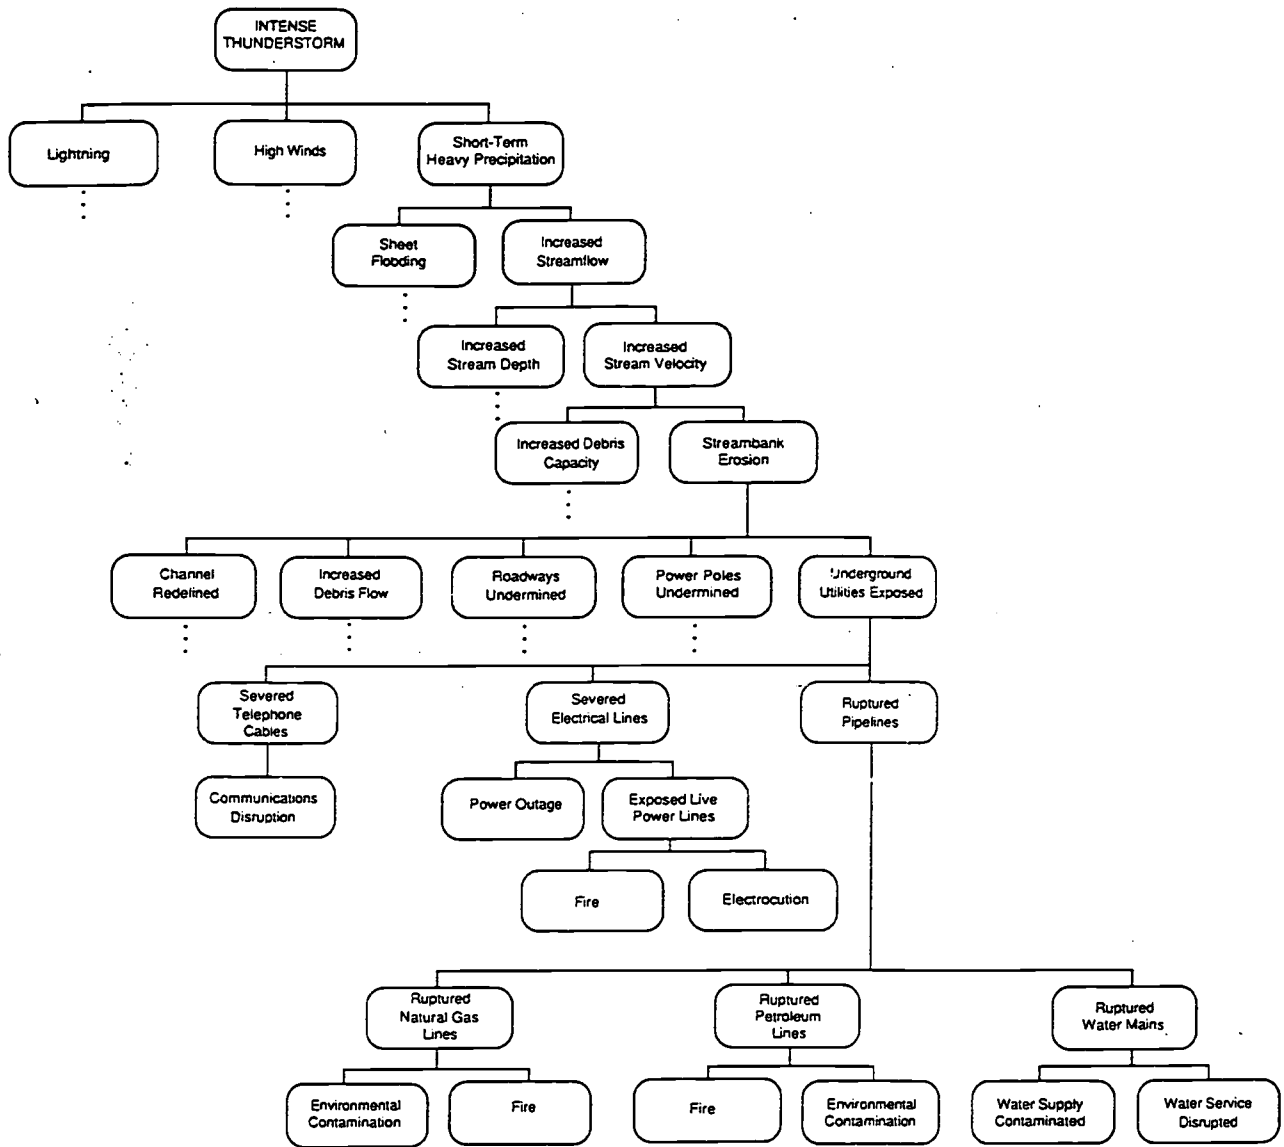 INTENSE
THUNDERSTORM
Lightning
High Winds
Short-Term
Heavy Precipitation
Sheet
Flooding
Increased
Streamflow
Increased
Stream Depth
Increased
Stream Velocity
Increased Debris
Capacity
Streambank
Erosion
Channel
Redefined
Increased
Debris Flow
Roadways
Undermined
Power Poles
Undermined
Underground
Utilities Exposed
Severed
Telephone
Cables
Severed
Electrical Lines
Ruptured
Pipelines
Communications
Disruption
Power Outage
Exposed Live
Power Lines
Fire
Electrocution
Ruptured
Natural Gas
Lines
Ruptured
Petroleum
Lines
Ruptured
Water Mains
Environmental
Contamination
Fire
Fire
Environmental
Contamination
Water Supply
Contaminated
Water Service
Disrupted